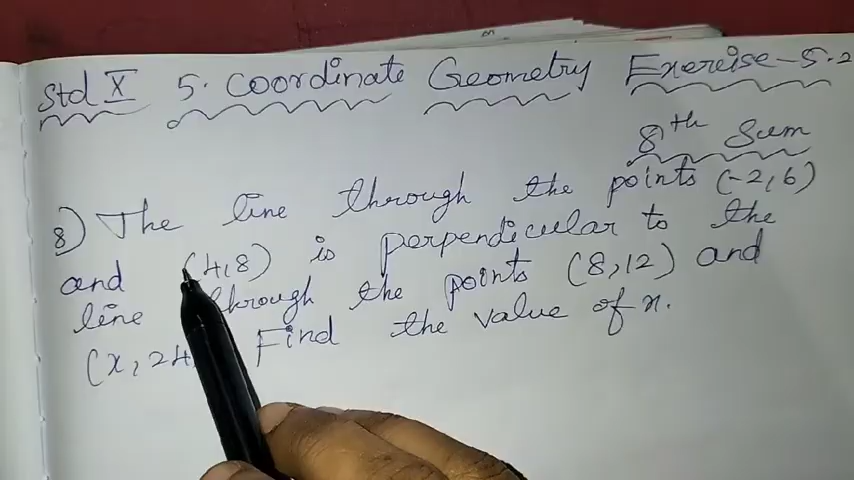 Std X 5. Coordinate Geometry Exercise-5.2
8th Sum
8) The line through the points (-2,6)
and (4,8) is perpendicular to the
line through the points (8,12) and
(x,24 Find the value of x.